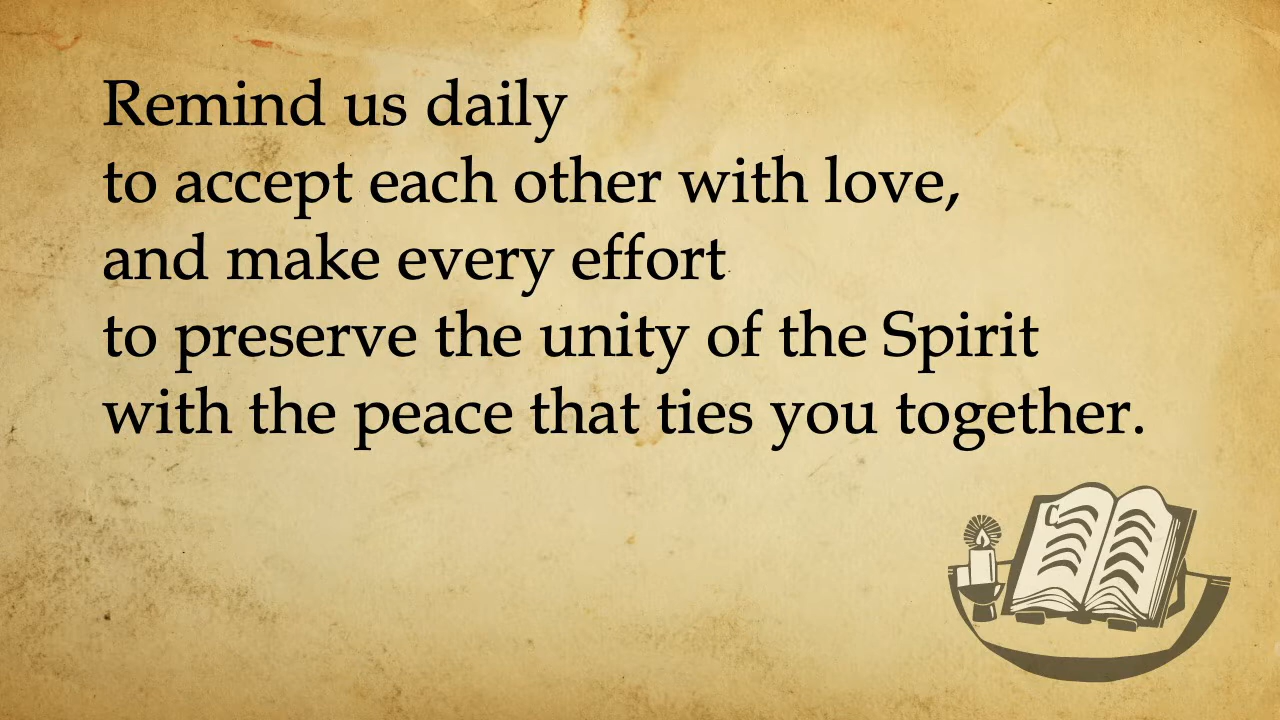 Remind us daily
to accept each other with love,
and make every effort
to preserve the unity of the Spirit
with the peace that ties you together.